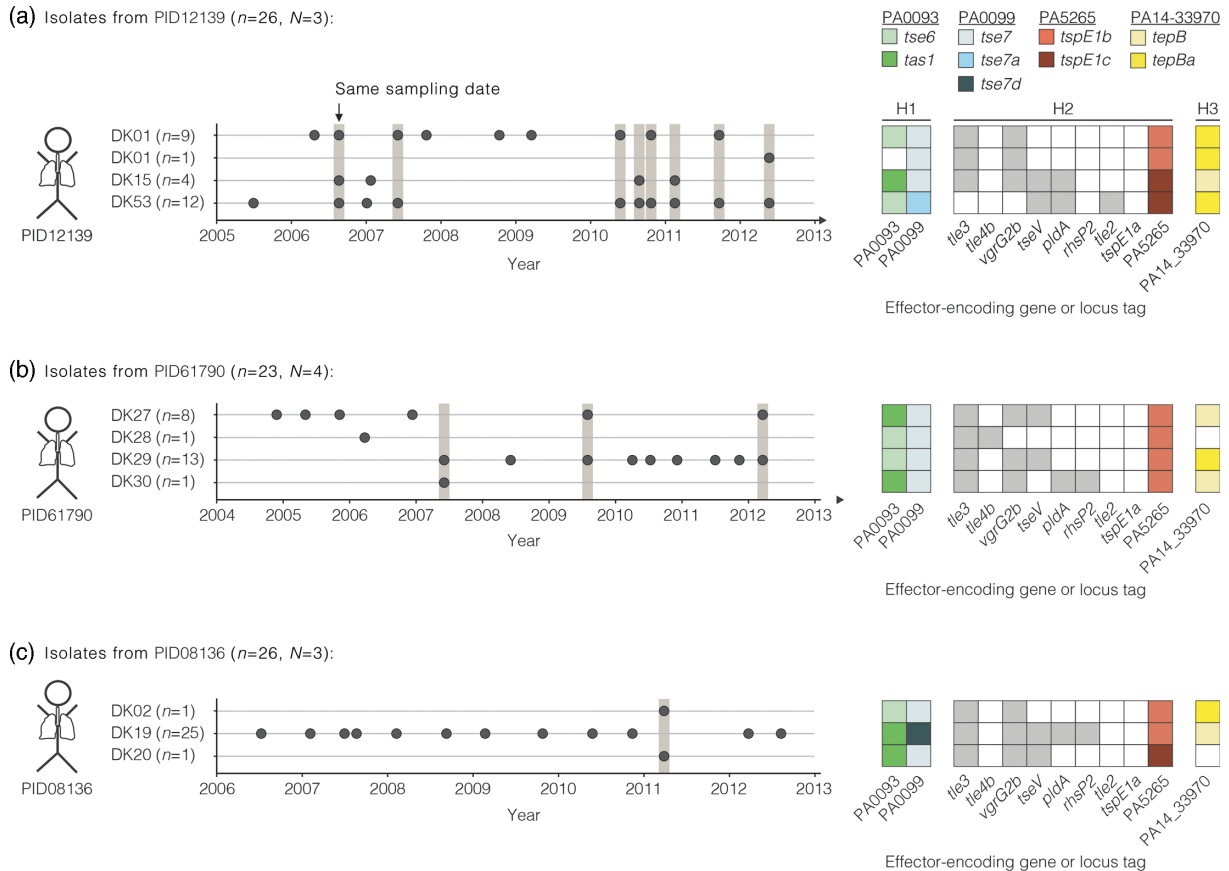 (a) Isolates from PID12139 (n=26, N=3):
PA0093 PA0099 PA5265 PA14-33970
tse6 tse7 tspE1b tepB
tas1 tse7a tspE1c tepBa
tse7d
Same sampling date
H1 H2 H3
DK01 (n=9)
DK01 (n=1)
DK15 (n=4)
DK53 (n=12)
PID12139
2005 2006 2007 2008 2009 2010 2011 2012 2013
Year
PA0093 PA0099 tle3 tle4b vgrG2b tseV pldA rhsP2 tle2 tspE1a PA5265 PA14_33970
Effector-encoding gene or locus tag
(b) Isolates from PID61790 (n=23, N=4):
DK27 (n=8)
DK28 (n=1)
DK29 (n=13)
DK30 (n=1)
PID61790
2004 2005 2006 2007 2008 2009 2010 2011 2012 2013
Year
PA0093 PA0099 tle3 tle4b vgrG2b tseV pldA rhsP2 tle2 tspE1a PA5265 PA14_33970
Effector-encoding gene or locus tag
(c) Isolates from PID08136 (n=26, N=3):
DK02 (n=1)
DK19 (n=25)
DK20 (n=1)
PID08136
2006 2007 2008 2009 2010 2011 2012 2013
Year
PA0093 PA0099 tle3 tle4b vgrG2b tseV pldA rhsP2 tle2 tspE1a PA5265 PA14_33970
Effector-encoding gene or locus tag